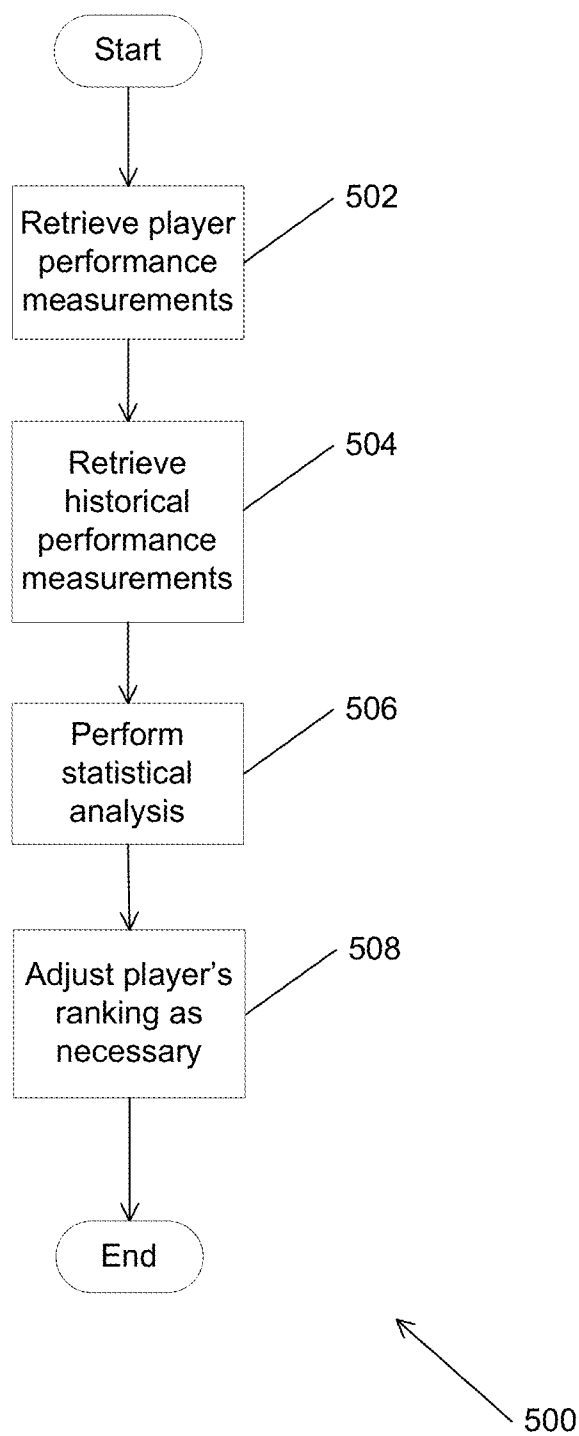 Start
502
Retrieve player
performance
measurements
504
Retrieve
historical
performance
measurements
506
Perform
statistical
analysis
508
Adjust player’s
ranking as
necessary
End
500